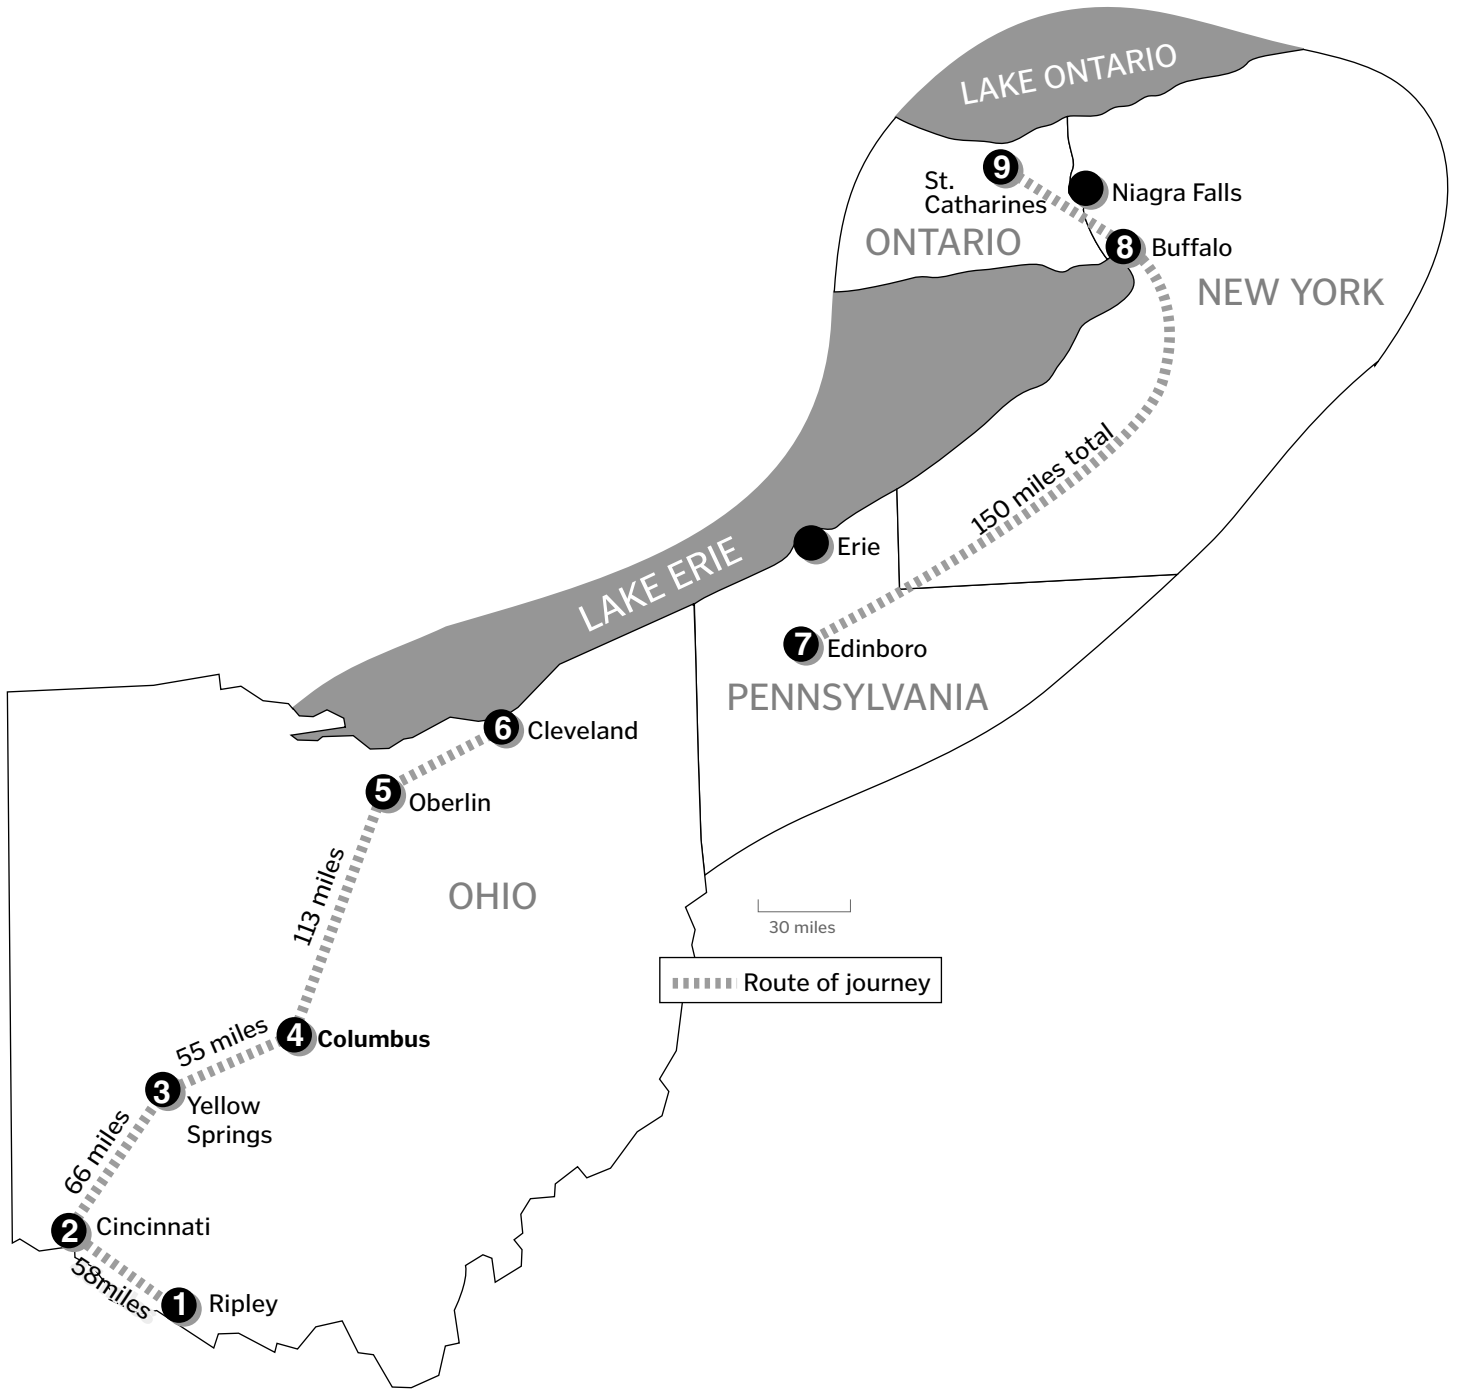 LAKE ONTARIO
9
St.
Catharines
Niagra Falls
ONTARIO
8
Buffalo
NEW YORK
150 miles total
LAKE ERIE
Erie
7
Edinboro
PENNSYLVANIA
6
Cleveland
5
Oberlin
113 miles
OHIO
30 miles
Route of journey
4
Columbus
55 miles
3
Yellow
Springs
66 miles
2
Cincinnati
58miles
1
Ripley